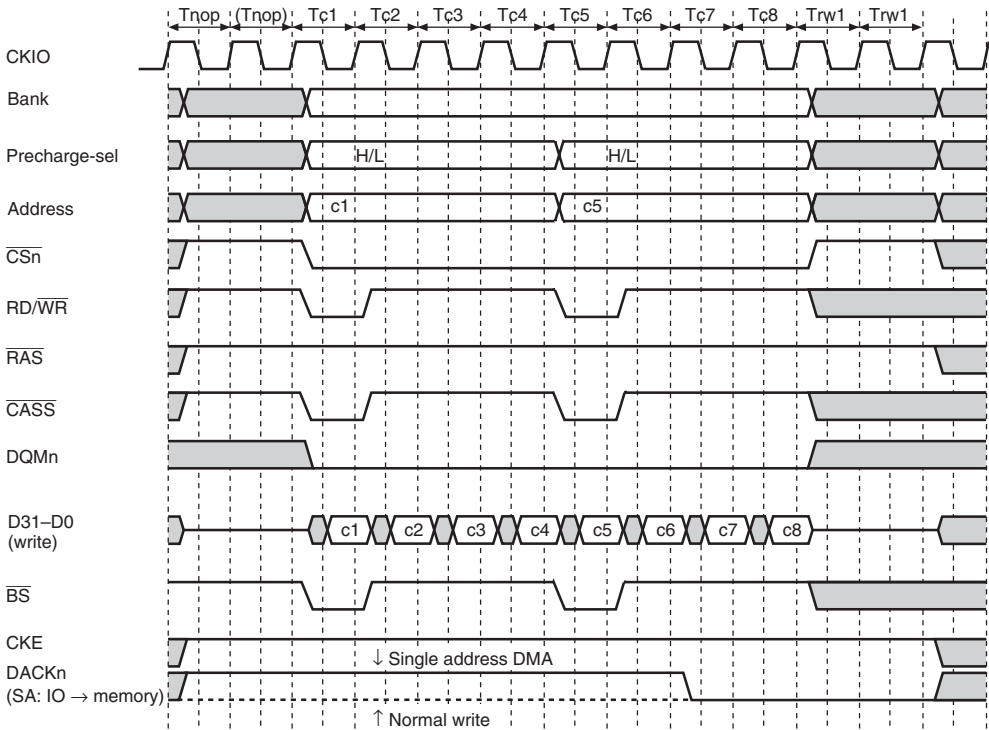 Tnop (Tnop) Tc1 Tc2 Tc3 Tc4 Tc5 Tc6 Tc7 Tc8 Trw1 Trw1
CKIO
Bank
Precharge-sel H/L H/L
Address c1 c5
CSn
RD/WR
RAS
CASS
DQMn
D31–D0
(write)
c1 c2 c3 c4 c5 c6 c7 c8
BS
CKE
↓ Single address DMA
DACKn
(SA: IO → memory)
↑ Normal write